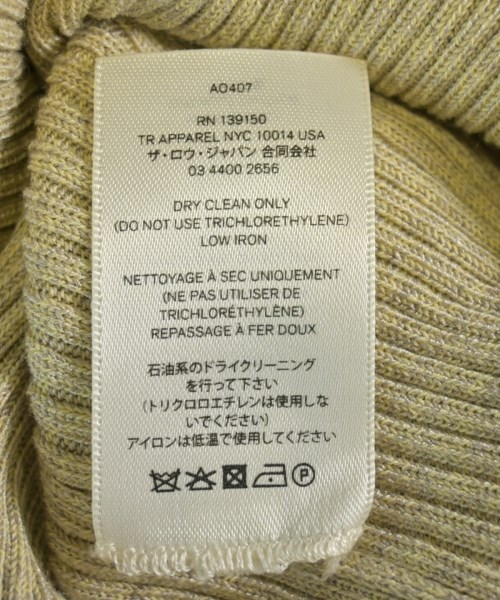 AO407
RN 139150
TR APPAREL NYC 10014 USA
ザ・ロウ・ジャパン 合同会社
03 4400 2656
DRY CLEAN ONLY
(DO NOT USE TRICHLORETHYLENE)
LOW IRON
NETTOYAGE À SEC UNIQUEMENT
(NE PAS UTILISER DE
TRICHLORÉTHYLÈNE)
REPASSAGE À FER DOUX
石油系のドライクリーニング
を行って下さい
(トリクロロエチレンは使用しな
いでください)
アイロンは低温で使用してください
P